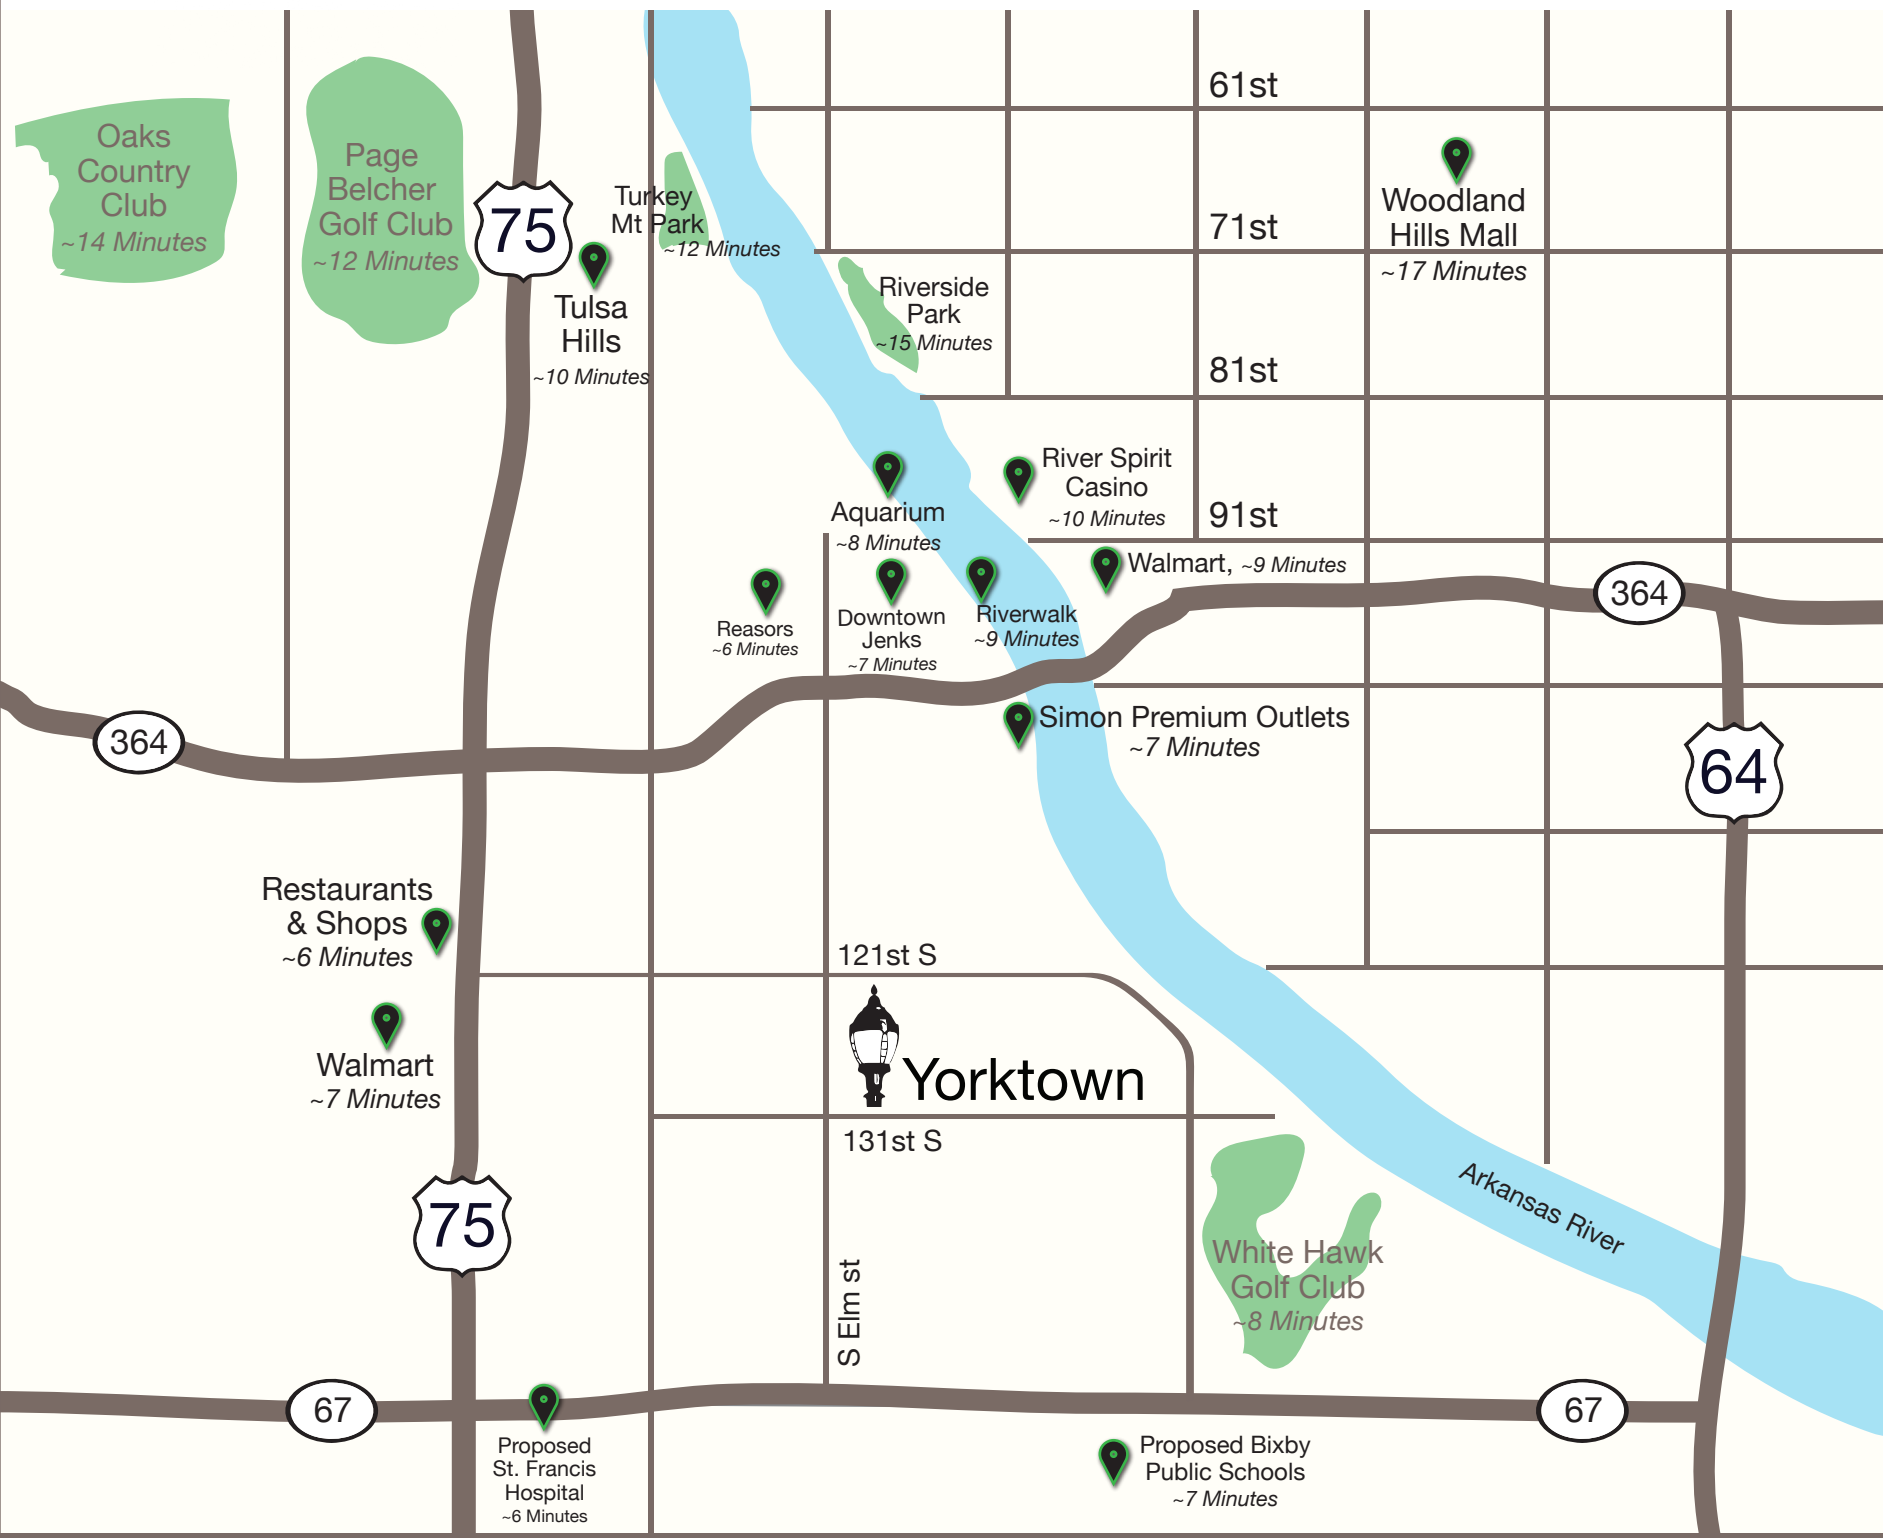 61st
Oaks
Country
Club
~14 Minutes
Page
Belcher
Golf Club
~12 Minutes
75
Turkey
Mt Park
~12 Minutes
71st
Woodland
Hills Mall
~17 Minutes
Tulsa
Hills
~10 Minutes
Riverside
Park
~15 Minutes
81st
River Spirit
Casino
~10 Minutes
91st
Aquarium
~8 Minutes
Walmart, ~9 Minutes
364
Reasors
~6 Minutes
Downtown
Jenks
~7 Minutes
Riverwalk
~9 Minutes
364
Simon Premium Outlets
~7 Minutes
64
Restaurants
& Shops
~6 Minutes
121st S
Walmart
~7 Minutes
Yorktown
131st S
75
Arkansas River
White Hawk
Golf Club
~8 Minutes
S Elm st
67
67
Proposed
St. Francis
Hospital
~6 Minutes
Proposed Bixby
Public Schools
~7 Minutes